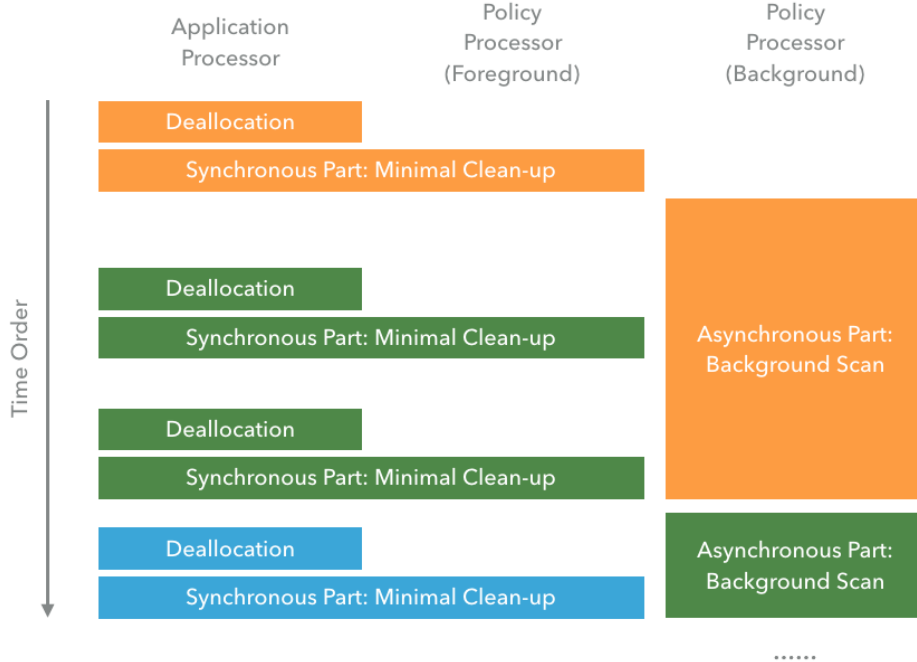 Application
Processor
Policy
Processor
(Foreground)
Policy
Processor
(Background)
Time Order
Deallocation
Synchronous Part: Minimal Clean-up
Deallocation
Synchronous Part: Minimal Clean-up
Asynchronous Part:
Background Scan
Deallocation
Synchronous Part: Minimal Clean-up
Deallocation
Synchronous Part: Minimal Clean-up
Asynchronous Part:
Background Scan
......